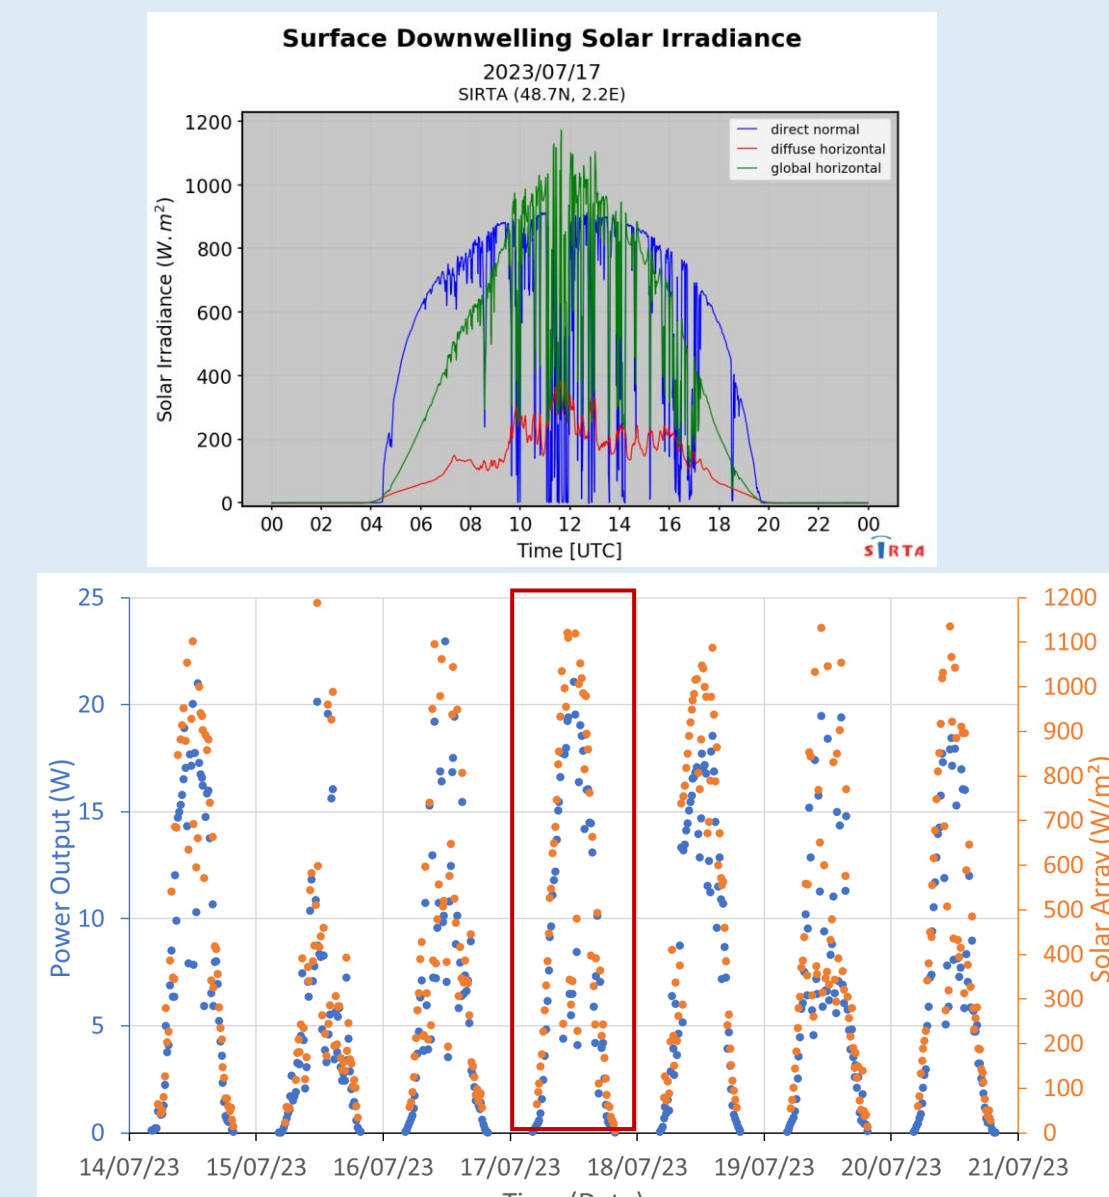 Surface Downwelling Solar Irradiance
2023/07/17
SIRTA (48.7N, 2.2E)
1200
1000
800
600
400
200
0
Solar Irradiance (W.m²)
direct normal
diffuse horizontal
global horizontal
00 02 04 06 08 10 12 14 16 18 20 22 00
Time [UTC]
SIRTA
25
20
15
10
5
0
Power Output (W)
1200
1100
1000
900
800
700
600
500
400
300
200
100
0
Solar Array (W/m²)
14/07/23 15/07/23 16/07/23 17/07/23 18/07/23 19/07/23 20/07/23 21/07/23